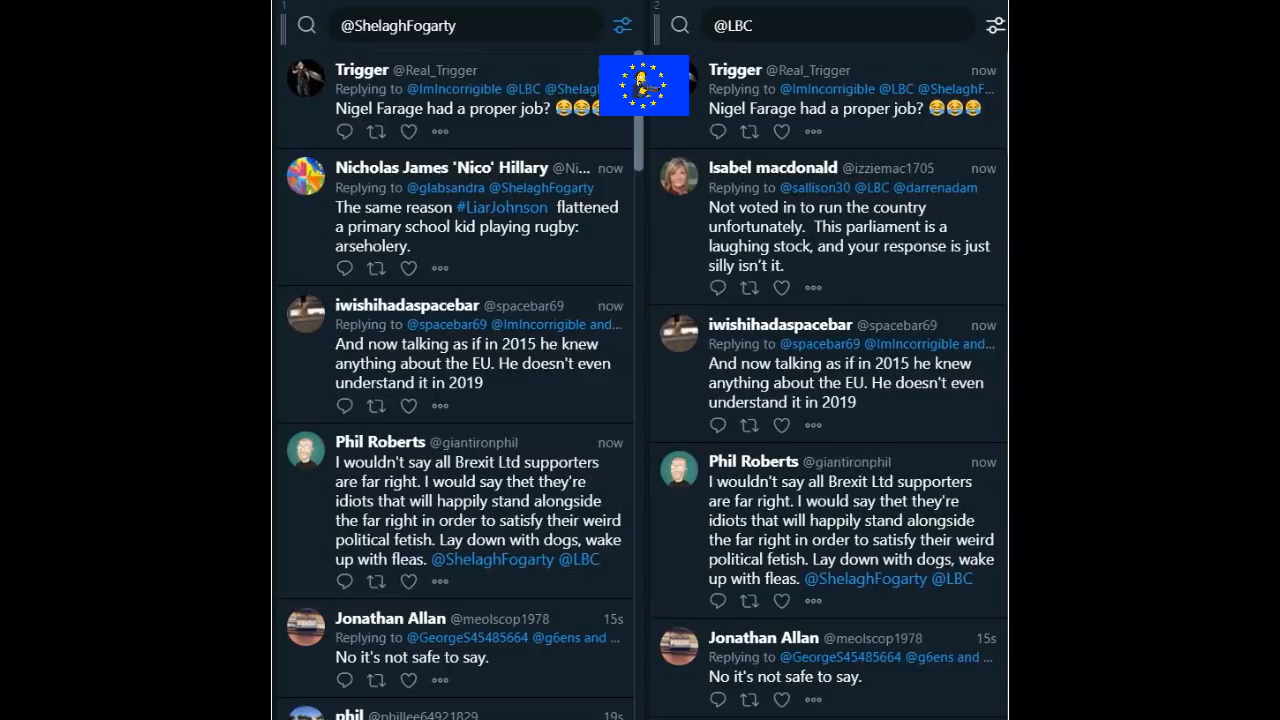 1
@ShelaghFogarty
Trigger @Real_Trigger
Replying to @ImIncorrigible @LBC @Shelag
Nigel Farage had a proper job? 😂😂😂
Nicholas James 'Nico' Hillary @Ni... now
Replying to @glabsandra @ShelaghFogarty
The same reason #LiarJohnson flattened
a primary school kid playing rugby:
arseholery.
iwishihadaspacebar @spacebar69 now
Replying to @spacebar69 @ImIncorrigible and...
And now talking as if in 2015 he knew
anything about the EU. He doesn't even
understand it in 2019
Phil Roberts @giantironphil now
I wouldn't say all Brexit Ltd supporters
are far right. I would say thet they're
idiots that will happily stand alongside
the far right in order to satisfy their weird
political fetish. Lay down with dogs, wake
up with fleas. @ShelaghFogarty @LBC
Jonathan Allan @meolscop1978 15s
Replying to @GeorgeS45485664 @g6ens and ...
No it's not safe to say.
phil @phillee64921829 19s
2
@LBC
Trigger @Real_Trigger now
Replying to @ImIncorrigible @LBC @ShelaghF...
Nigel Farage had a proper job? 😂😂😂
Isabel macdonald @izziemac1705 now
Replying to @sallison30 @LBC @darrenadam
Not voted in to run the country
unfortunately. This parliament is a
laughing stock, and your response is just
silly isn't it.
iwishihadaspacebar @spacebar69 now
Replying to @spacebar69 @ImIncorrigible and...
And now talking as if in 2015 he knew
anything about the EU. He doesn't even
understand it in 2019
Phil Roberts @giantironphil now
I wouldn't say all Brexit Ltd supporters
are far right. I would say thet they're
idiots that will happily stand alongside
the far right in order to satisfy their weird
political fetish. Lay down with dogs, wake
up with fleas. @ShelaghFogarty @LBC
Jonathan Allan @meolscop1978 15s
Replying to @GeorgeS45485664 @g6ens and ...
No it's not safe to say.